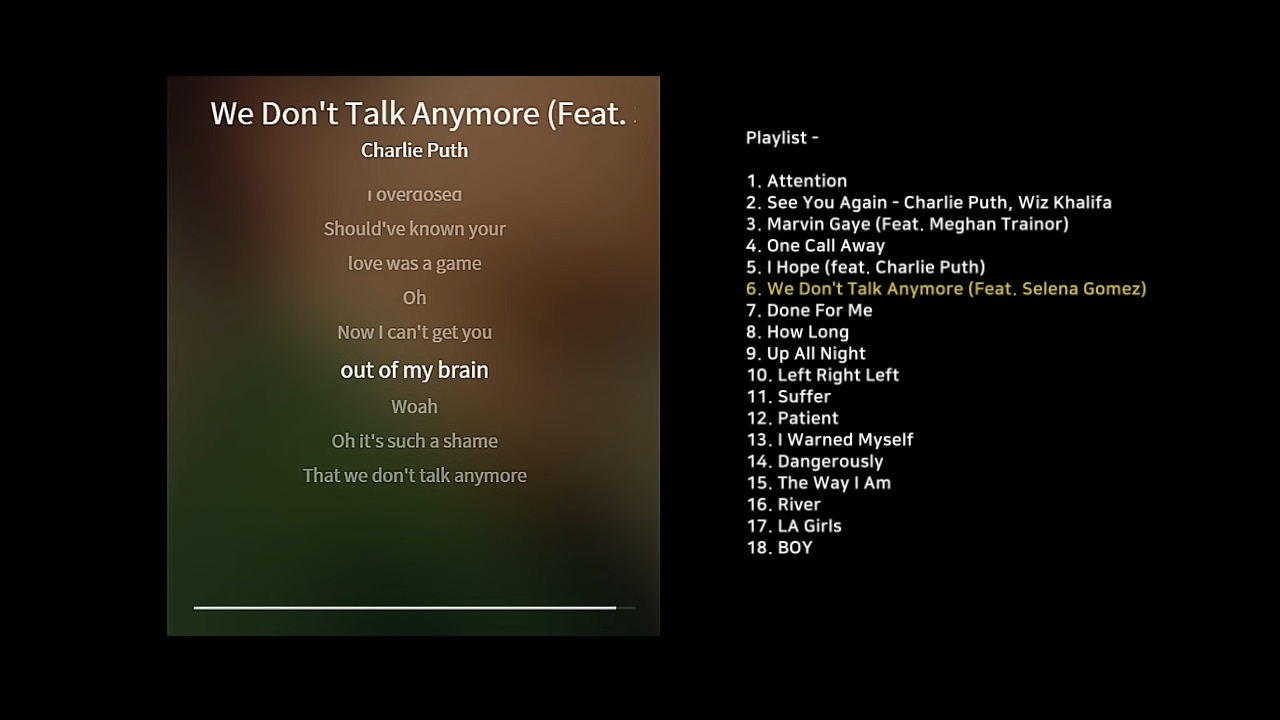 We Don't Talk Anymore (Feat.
Charlie Puth
I overdosed
Should've known your
love was a game
Oh
Now I can't get you
out of my brain
Woah
Oh it's such a shame
That we don't talk anymore
Playlist -
1. Attention
2. See You Again - Charlie Puth, Wiz Khalifa
3. Marvin Gaye (Feat. Meghan Trainor)
4. One Call Away
5. I Hope (feat. Charlie Puth)
6. We Don't Talk Anymore (Feat. Selena Gomez)
7. Done For Me
8. How Long
9. Up All Night
10. Left Right Left
11. Suffer
12. Patient
13. I Warned Myself
14. Dangerously
15. The Way I Am
16. River
17. LA Girls
18. BOY